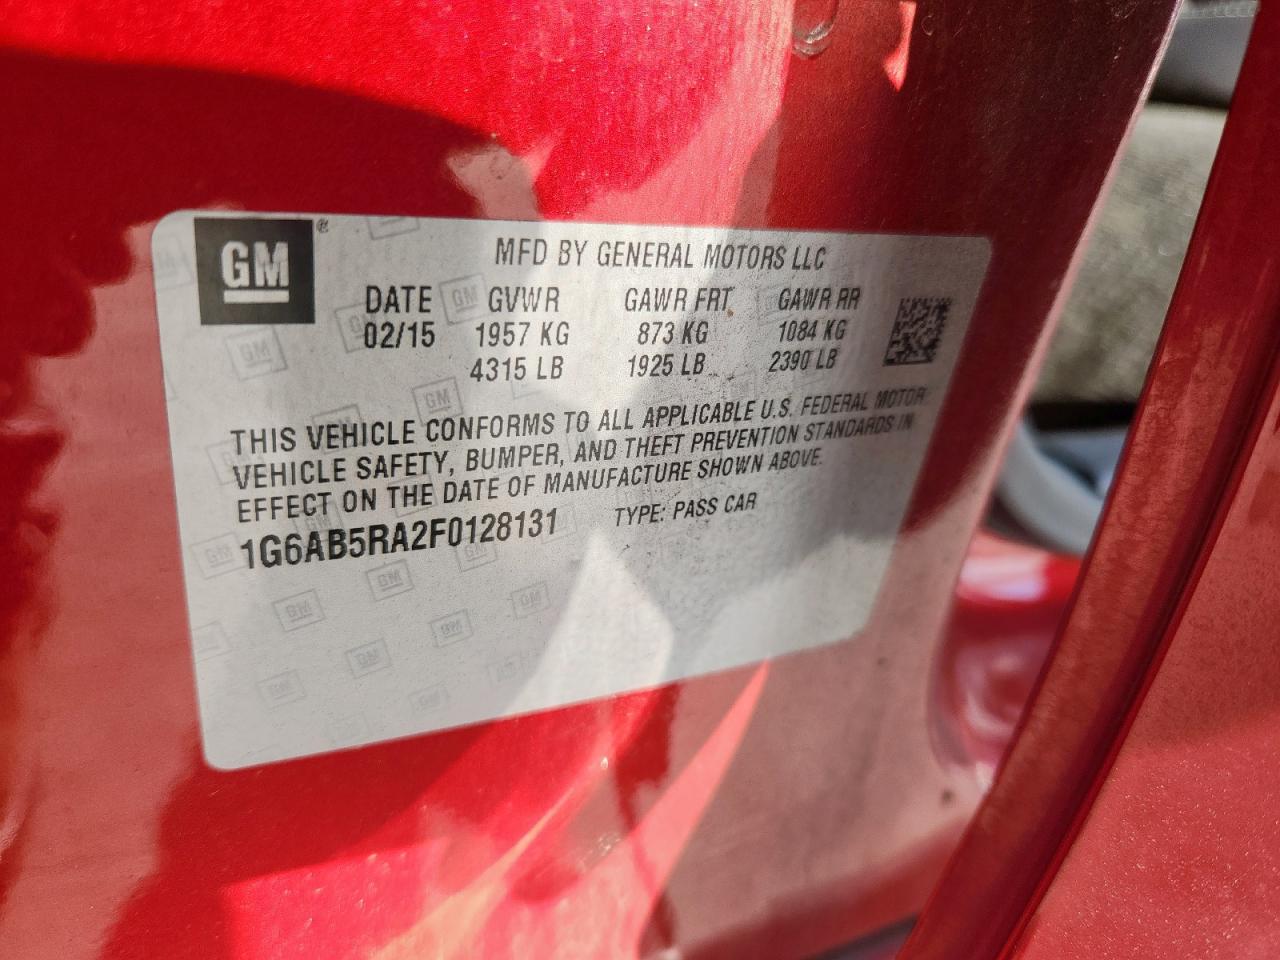 GM®
MFD BY GENERAL MOTORS LLC
DATE GVWR GAWR FRT GAWR RR
02/15 1957 KG 873 KG 1084 KG
4315 LB 1925 LB 2390 LB
THIS VEHICLE CONFORMS TO ALL APPLICABLE U.S. FEDERAL MOTOR
VEHICLE SAFETY, BUMPER, AND THEFT PREVENTION STANDARDS IN
EFFECT ON THE DATE OF MANUFACTURE SHOWN ABOVE.
1G6AB5RA2F0128131 TYPE: PASS CAR